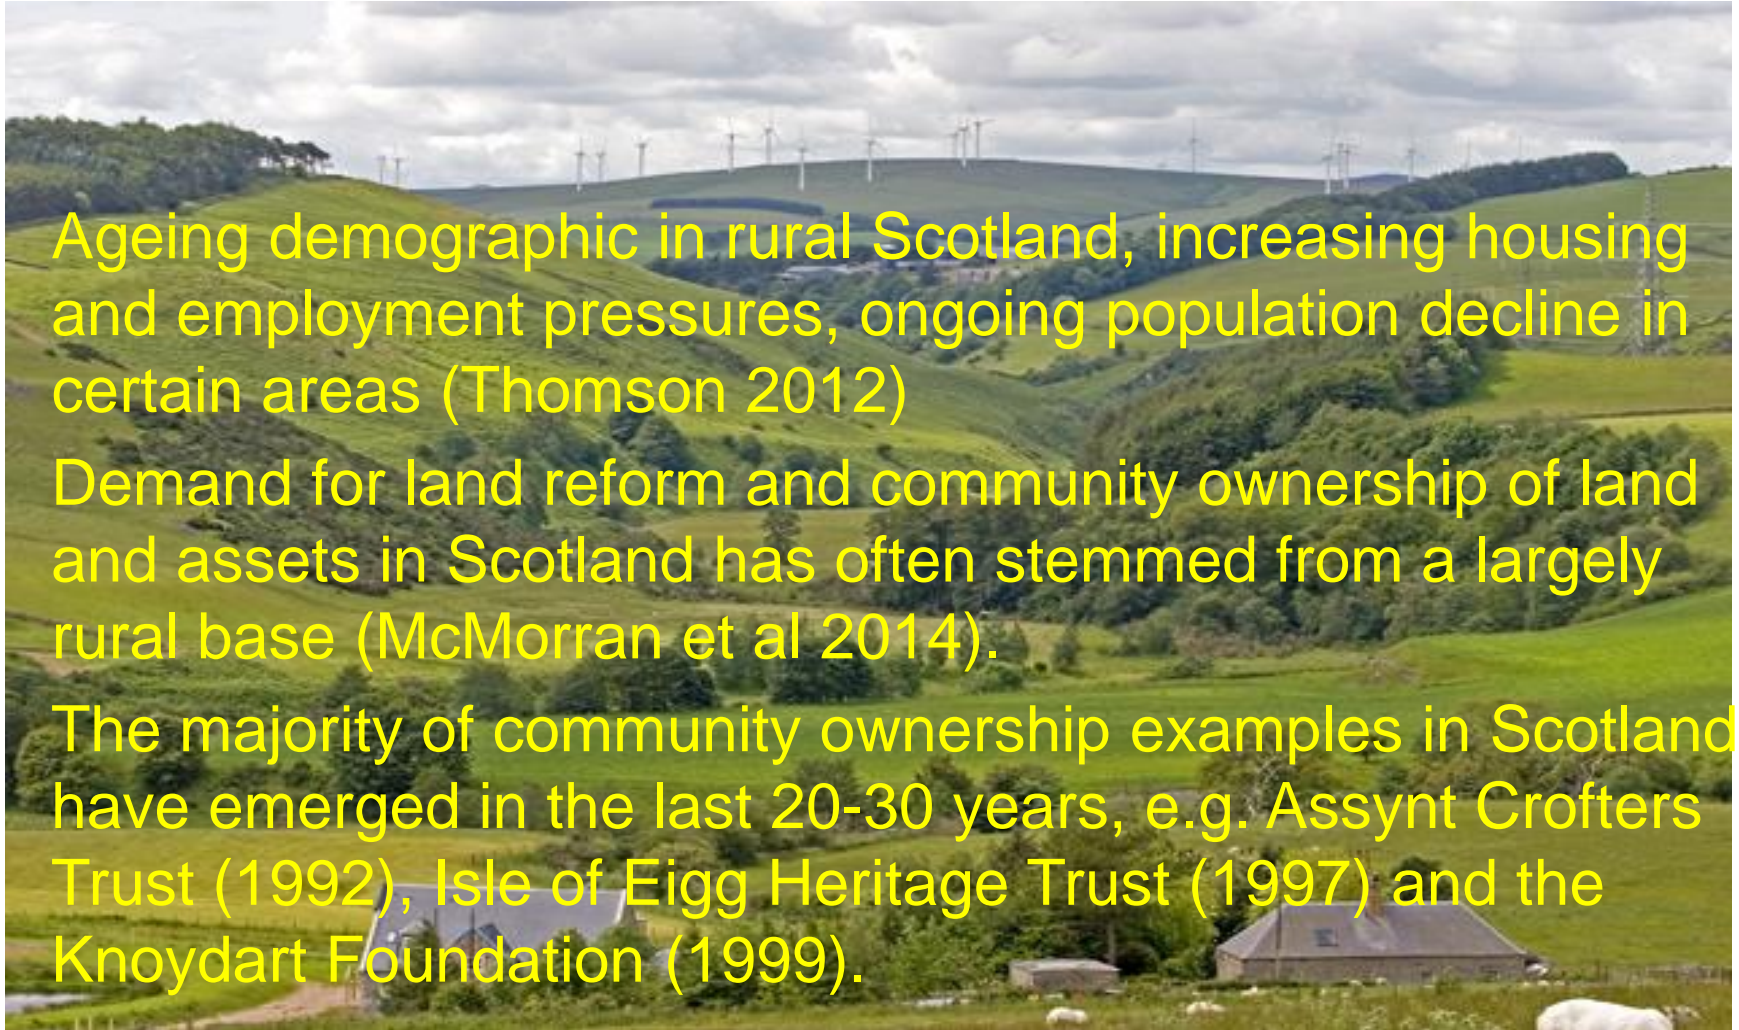 Ageing demographic in rural Scotland, increasing housing
and employment pressures, ongoing population decline in
certain areas (Thomson 2012)
Demand for land reform and community ownership of land
and assets in Scotland has often stemmed from a largely
rural base (McMorran et al 2014).
The majority of community ownership examples in Scotland
have emerged in the last 20-30 years, e.g. Assynt Crofters
Trust (1992), Isle of Eigg Heritage Trust (1997) and the
Knoydart Foundation (1999).